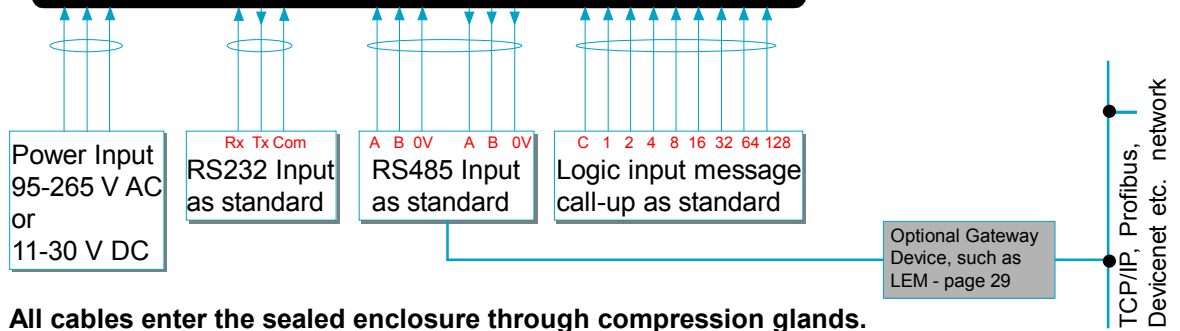 Power Input
95-265 V AC
or
11-30 V DC
Rx Tx Com
RS232 Input
as standard
A B 0V A B 0V
RS485 Input
as standard
C 1 2 4 8 16 32 64 128
Logic input message
call-up as standard
Optional Gateway
Device, such as
LEM - page 29
TCP/IP, Profibus,
Devicenet etc. network
All cables enter the sealed enclosure through compression glands.